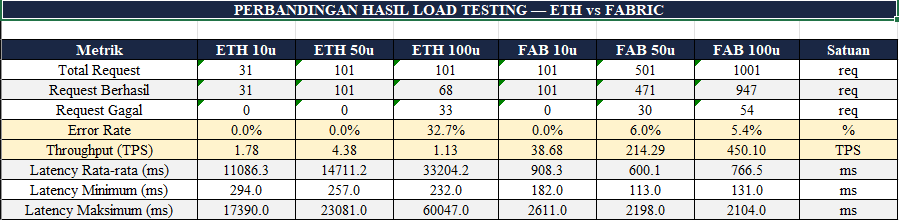 PERBANDINGAN HASIL LOAD TESTING — ETH vs FABRIC
Metrik ETH 10u ETH 50u ETH 100u FAB 10u FAB 50u FAB 100u Satuan
Total Request 31 101 101 101 501 1001 req
Request Berhasil 31 101 68 101 471 947 req
Request Gagal 0 0 33 0 30 54 req
Error Rate 0.0% 0.0% 32.7% 0.0% 6.0% 5.4% %
Throughput (TPS) 1.78 4.38 1.13 38.68 214.29 450.10 TPS
Latency Rata-rata (ms) 11086.3 14711.2 33204.2 908.3 600.1 766.5 ms
Latency Minimum (ms) 294.0 257.0 232.0 182.0 113.0 131.0 ms
Latency Maksimum (ms) 17390.0 23081.0 60047.0 2611.0 2198.0 2104.0 ms